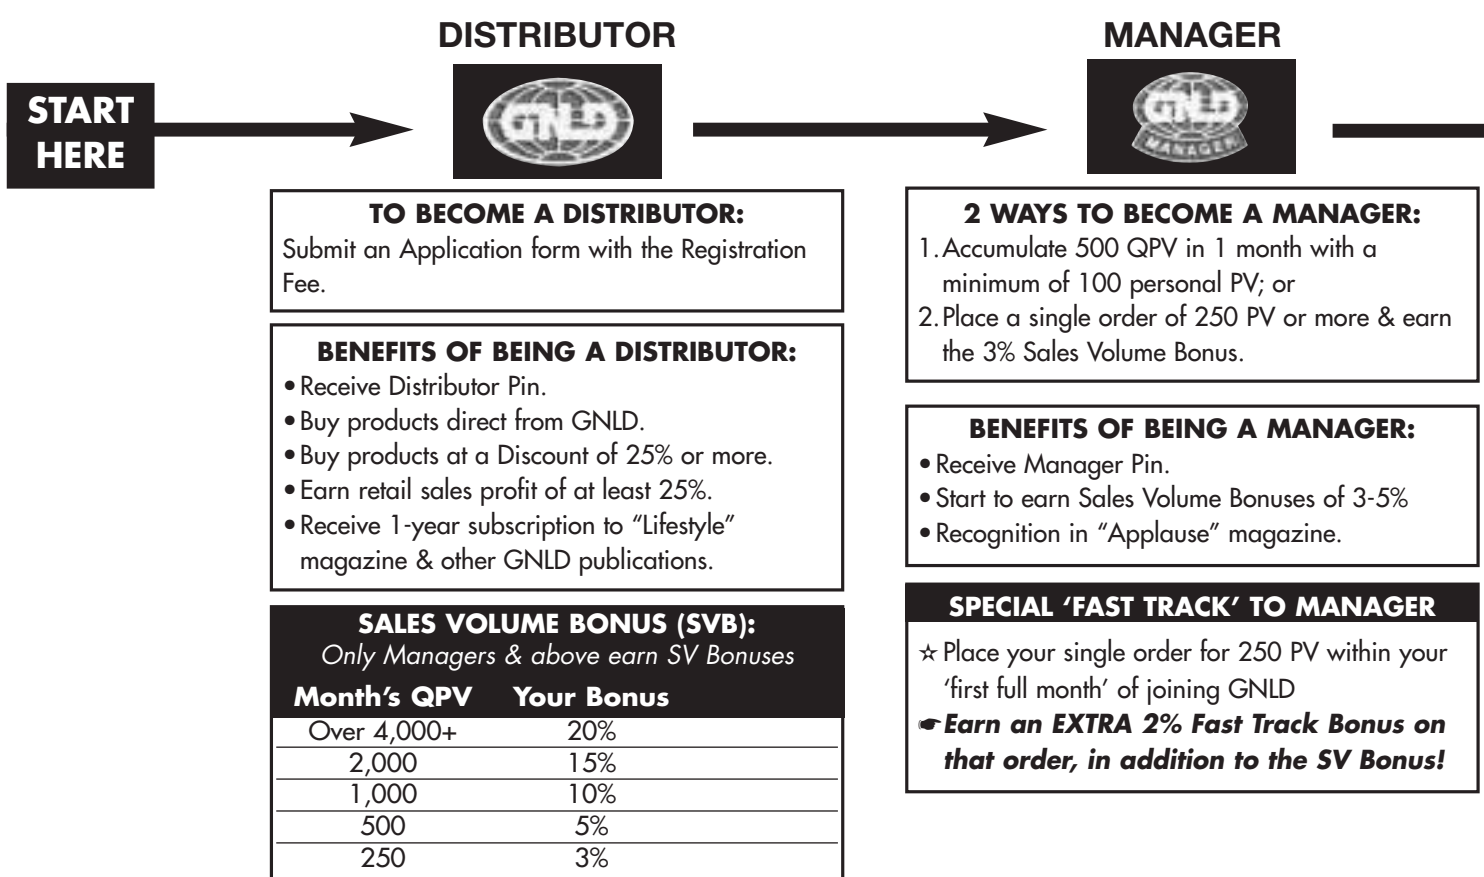 START
HERE
DISTRIBUTOR
GNLD
TO BECOME A DISTRIBUTOR:
Submit an Application form with the Registration
Fee.
BENEFITS OF BEING A DISTRIBUTOR:
•Receive Distributor Pin.
•Buy products direct from GNLD.
•Buy products at a Discount of 25% or more.
•Earn retail sales profit of at least 25%.
•Receive 1-year subscription to “Lifestyle”
magazine & other GNLD publications.
SALES VOLUME BONUS (SVB):
Only Managers & above earn SV Bonuses
Month’s QPV Your Bonus
Over 4,000+ 20%
2,000 15%
1,000 10%
500 5%
250 3%
MANAGER
GNLD
MANAGER
2 WAYS TO BECOME A MANAGER:
1.Accumulate 500 QPV in 1 month with a
minimum of 100 personal PV; or
2.Place a single order of 250 PV or more & earn
the 3% Sales Volume Bonus.
BENEFITS OF BEING A MANAGER:
•Receive Manager Pin.
•Start to earn Sales Volume Bonuses of 3-5%
•Recognition in “Applause” magazine.
SPECIAL ‘FAST TRACK’ TO MANAGER
☆Place your single order for 250 PV within your
‘first full month’ of joining GNLD
☛Earn an EXTRA 2% Fast Track Bonus on
that order, in addition to the SV Bonus!